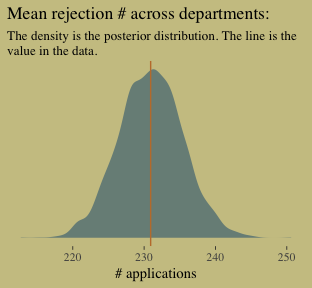 Mean rejection # across departments:
The density is the posterior distribution. The line is the
value in the data.
220 230 240 250
# applications